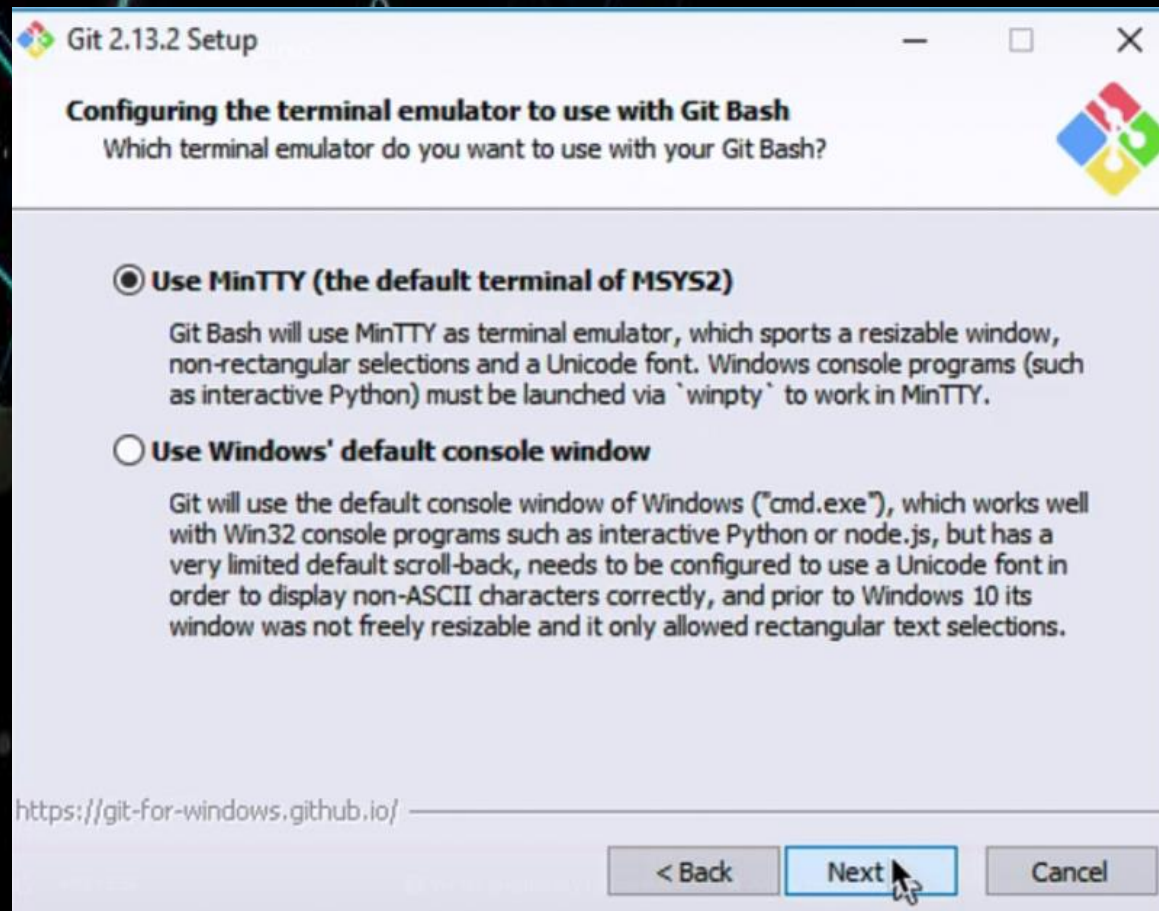 Git 2.13.2 Setup
Configuring the terminal emulator to use with Git Bash
Which terminal emulator do you want to use with your Git Bash?
Use MinTTY (the default terminal of MSYS2)
Git Bash will use MinTTY as terminal emulator, which sports a resizable window,
non-rectangular selections and a Unicode font. Windows console programs (such
as interactive Python) must be launched via `winpty` to work in MinTTY.
Use Windows' default console window
Git will use the default console window of Windows ("cmd.exe"), which works well
with Win32 console programs such as interactive Python or node.js, but has a
very limited default scroll-back, needs to be configured to use a Unicode font in
order to display non-ASCII characters correctly, and prior to Windows 10 its
window was not freely resizable and it only allowed rectangular text selections.
https://git-for-windows.github.io/
< Back Next Cancel